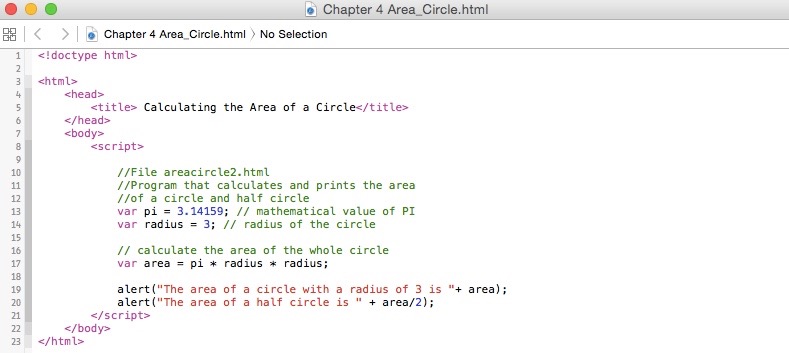 Chapter 4 Area_Circle.html
Chapter 4 Area_Circle.html 〉 No Selection
1 <!doctype html>
2
3 <html>
4     <head>
5         <title> Calculating the Area of a Circle</title>
6     </head>
7     <body>
8         <script>
9
10             //File areacircle2.html
11             //Program that calculates and prints the area
12             //of a circle and half circle
13             var pi = 3.14159; // mathematical value of PI
14             var radius = 3; // radius of the circle
15
16             // calculate the area of the whole circle
17             var area = pi * radius * radius;
18
19             alert("The area of a circle with a radius of 3 is "+ area);
20             alert("The area of a half circle is " + area/2);
21         </script>
22     </body>
23 </html>